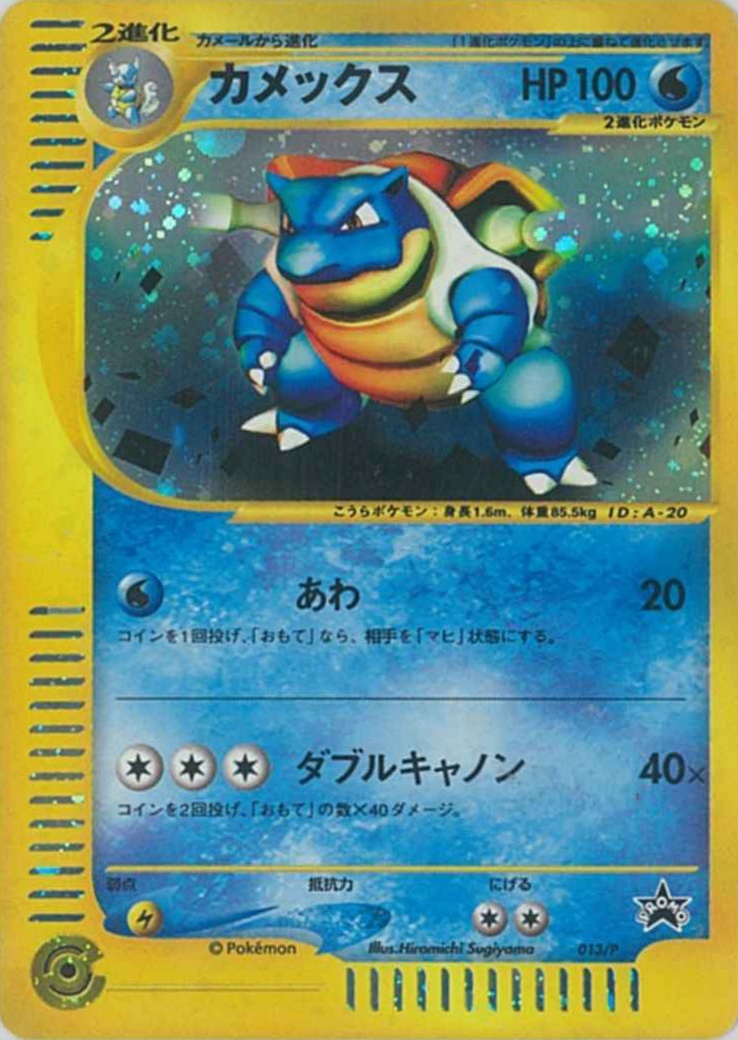 2進化
カメールから進化
「1進化ポケモン」の上に重ねて進化させます
カメックス HP 100
2進化ポケモン
こうらポケモン：身長1.6m、体重85.5kg ID:A-20
あわ 20
コインを1回投げ、「おもて」なら、相手を「マヒ」状態にする。
ダブルキャノン 40×
コインを2回投げ、「おもて」の数×40ダメージ。
弱点 抵抗力 にげる
PROMO
©Pokémon Illus.Hiromichi Sugiyama 013/P